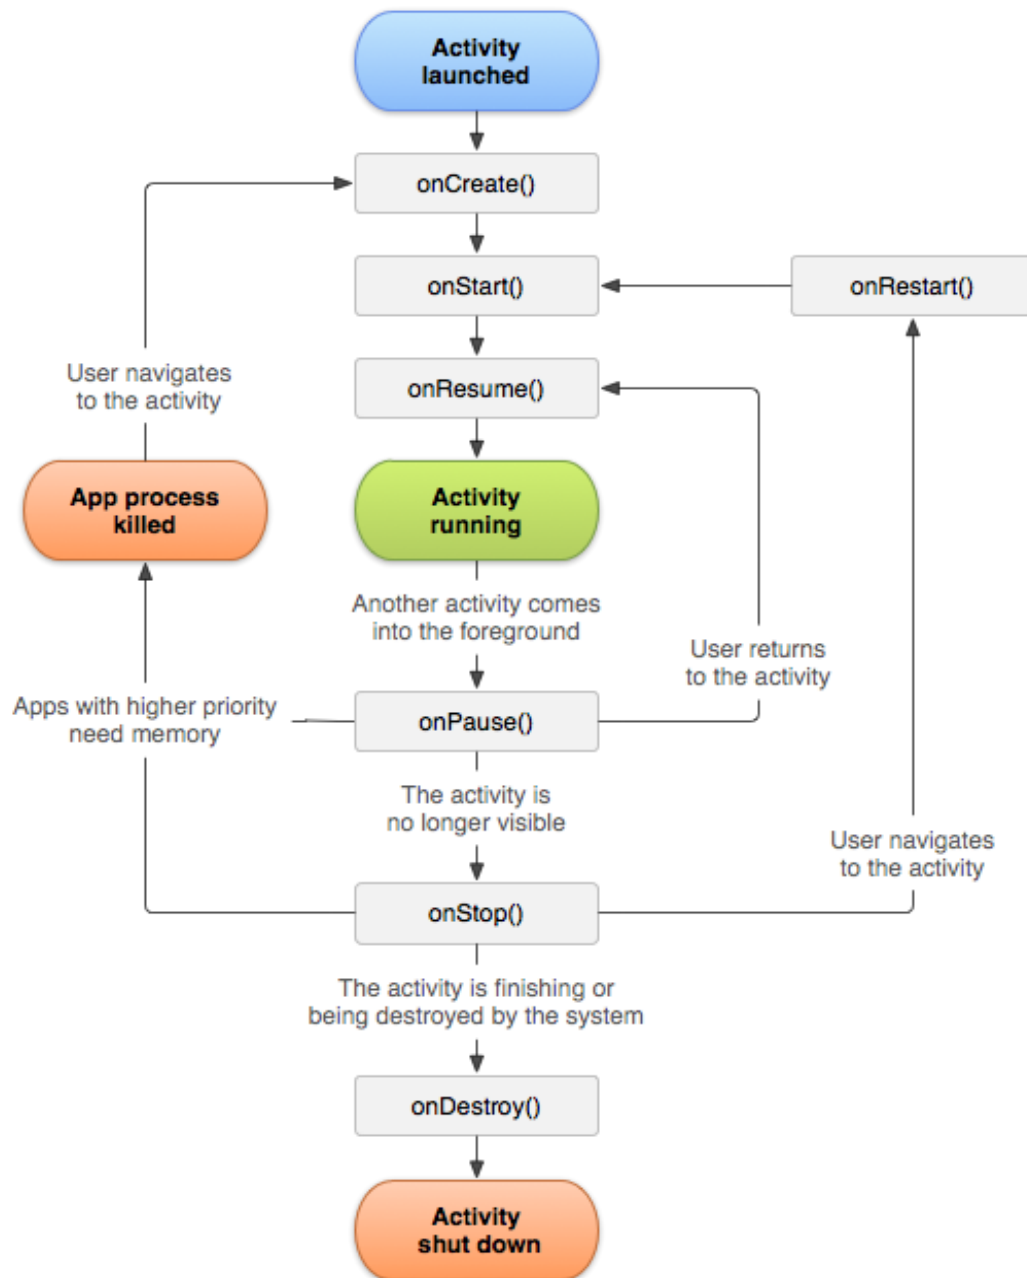 Activity
launched
onCreate()
onStart()
onRestart()
onResume()
User navigates
to the activity
App process
killed
Activity
running
Another activity comes
into the foreground
User returns
to the activity
Apps with higher priority
need memory
onPause()
The activity is
no longer visible
User navigates
to the activity
onStop()
The activity is finishing or
being destroyed by the system
onDestroy()
Activity
shut down